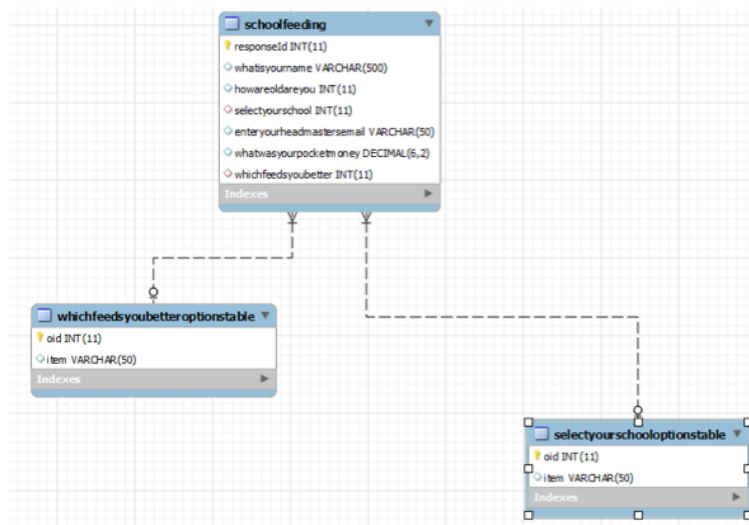 schoolfeeding
responseId INT(11)
whatisyourname VARCHAR(500)
howareoldareyou INT(11)
selectyourschool INT(11)
enteryourheadmastersemail VARCHAR(50)
whatwasyourpocketmoney DECIMAL(6,2)
whichfeedsyoubetter INT(11)
Indexes
whichfeedsyoubetteroptionstable
oid INT(11)
item VARCHAR(50)
Indexes
selectyourschooloptionstable
oid INT(11)
item VARCHAR(50)
Indexes